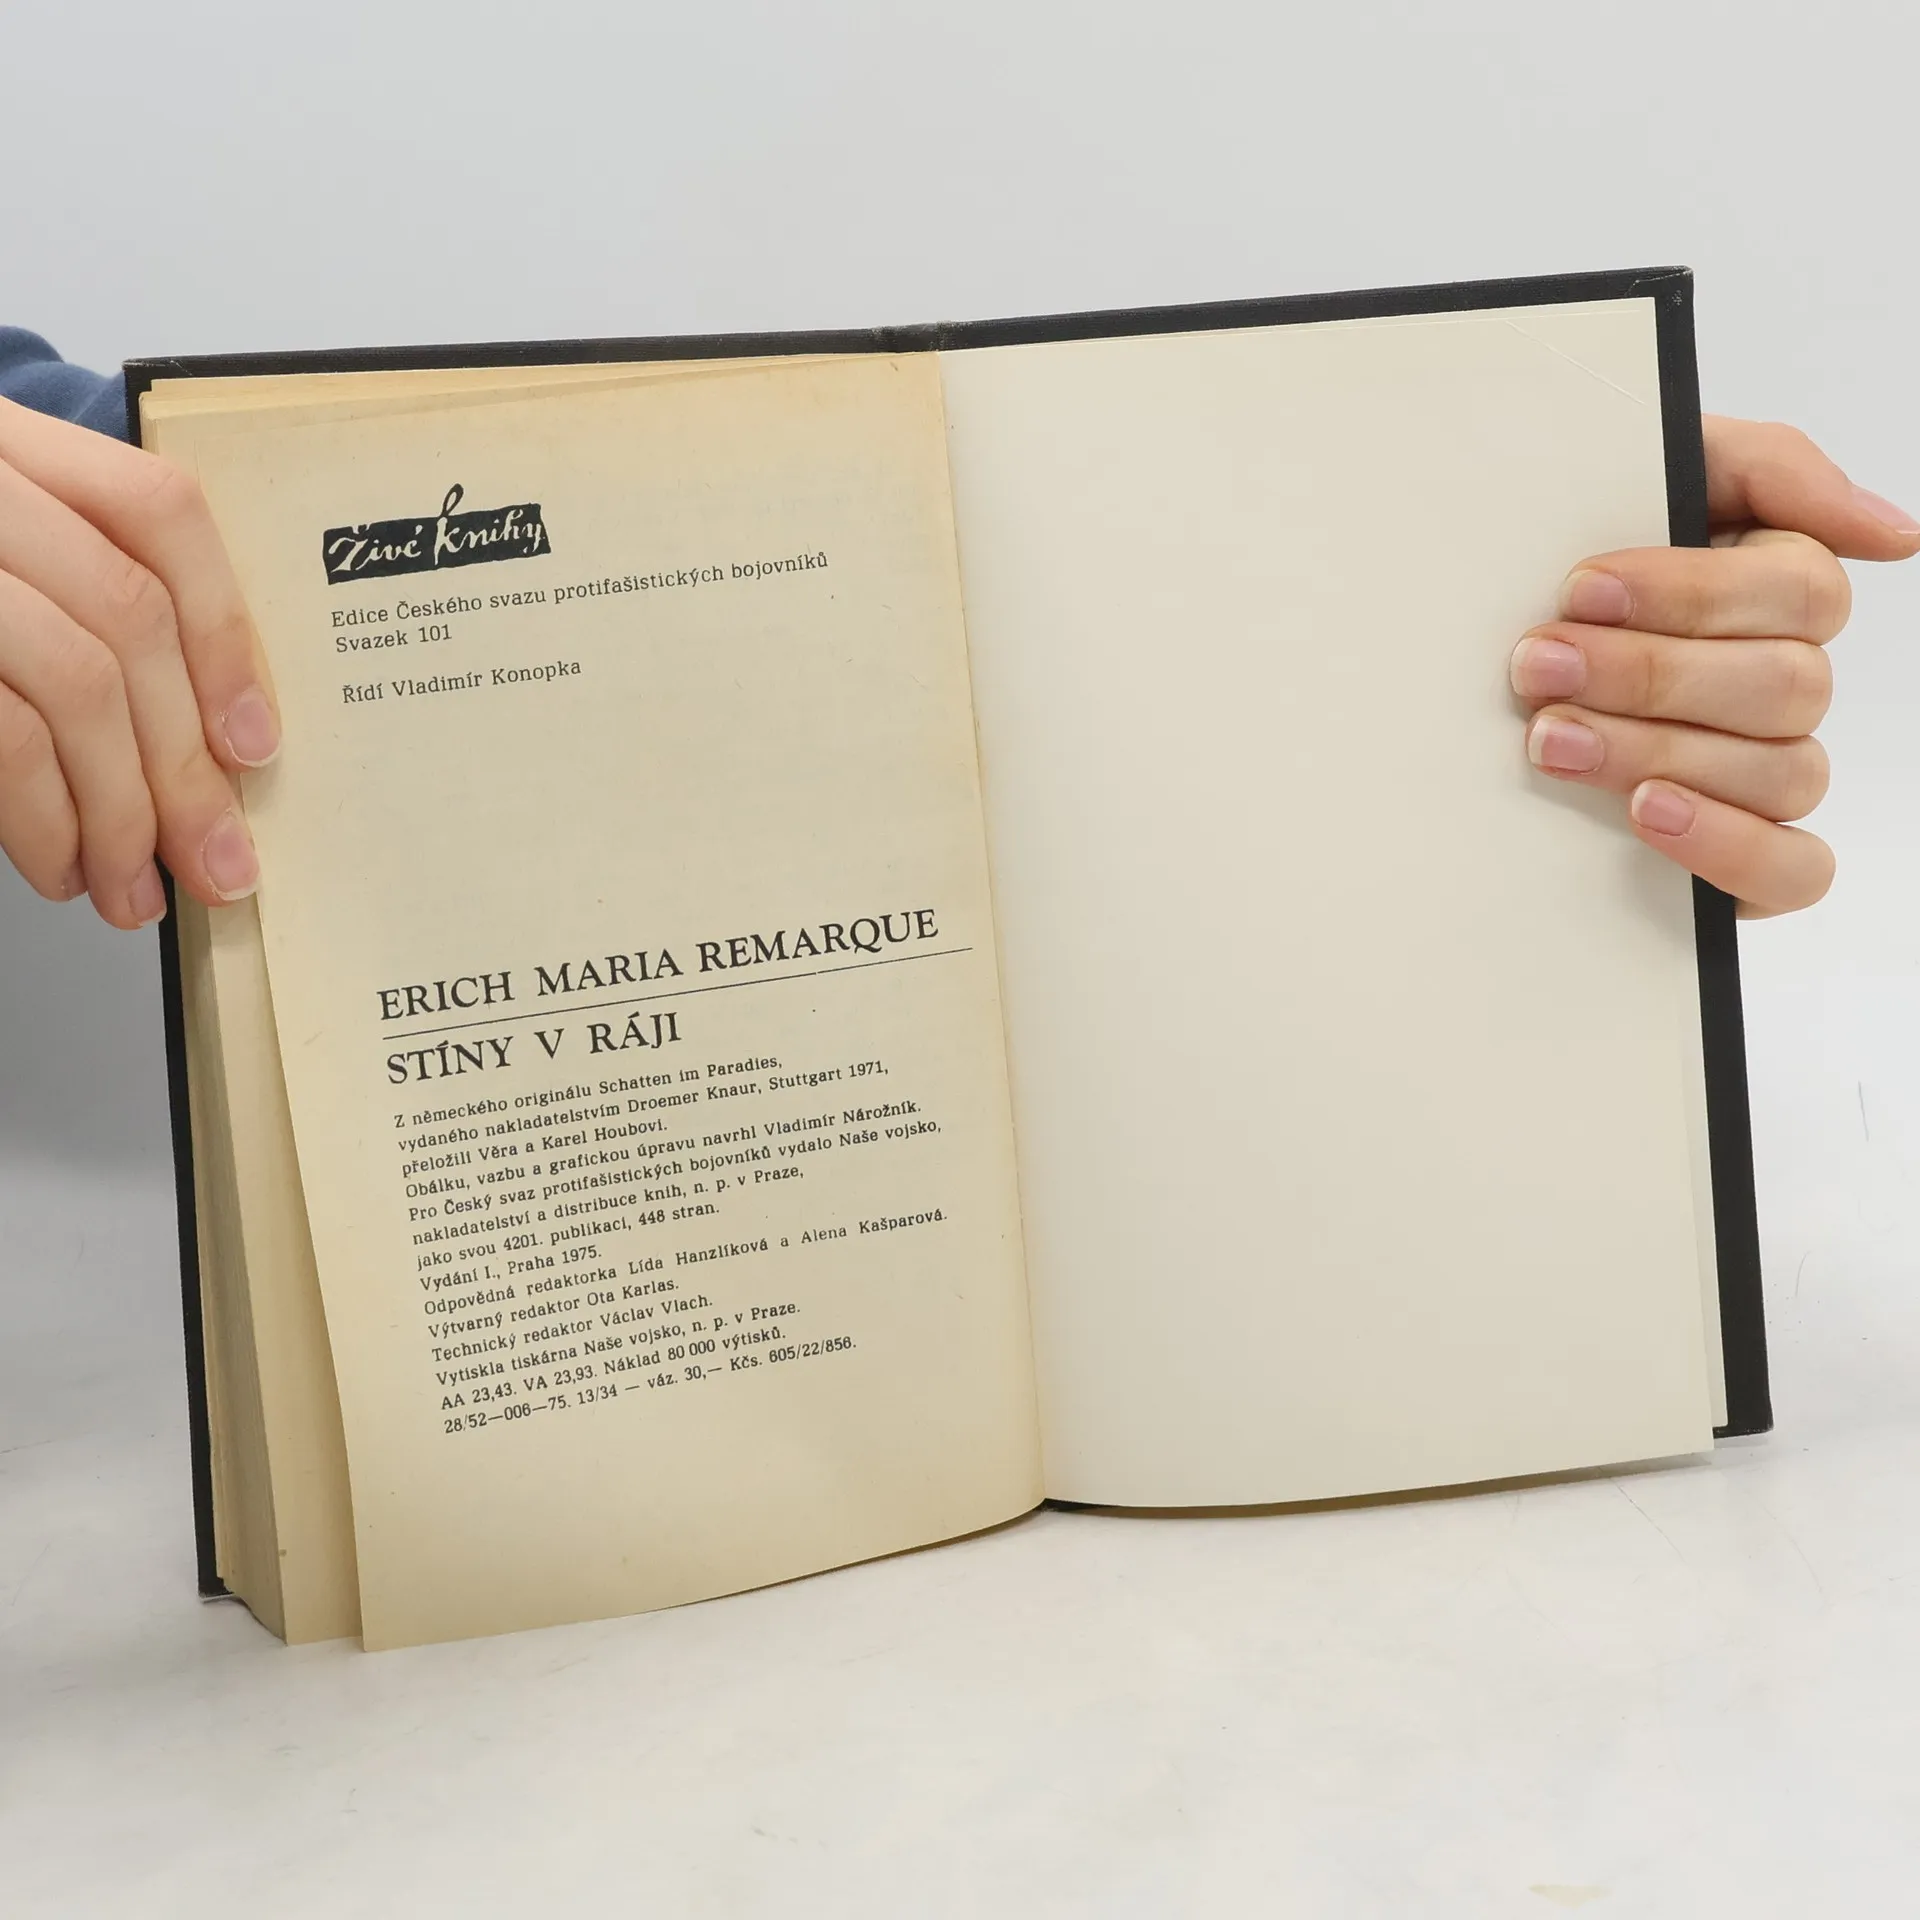 Živé knihy
Edice Českého svazu protifašistických bojovníků
Svazek 101
Řídí Vladimír Konopka
ERICH MARIA REMARQUE
STÍNY V RÁJI
Z německého originálu Schatten im Paradies,
vydaného nakladatelstvím Droemer Knaur, Stuttgart 1971,
přeložili Věra a Karel Houbovi.
Obálku, vazbu a grafickou úpravu navrhl Vladimír Nárožník.
Pro Český svaz protifašistických bojovníků vydalo Naše vojsko,
nakladatelství a distribuce knih, n. p. v Praze,
jako svou 4201. publikaci, 448 stran.
Vydání I., Praha 1975.
Odpovědná redaktorka Lída Hanzlíková a Alena Kašparová.
Výtvarný redaktor Ota Karlas.
Technický redaktor Václav Vlach.
Vytiskla tiskárna Naše vojsko, n. p. v Praze.
AA 23,43. VA 23,93. Náklad 80 000 výtisků.
28/52—006—75. 13/34 — váz. 30,— Kčs. 605/22/856.